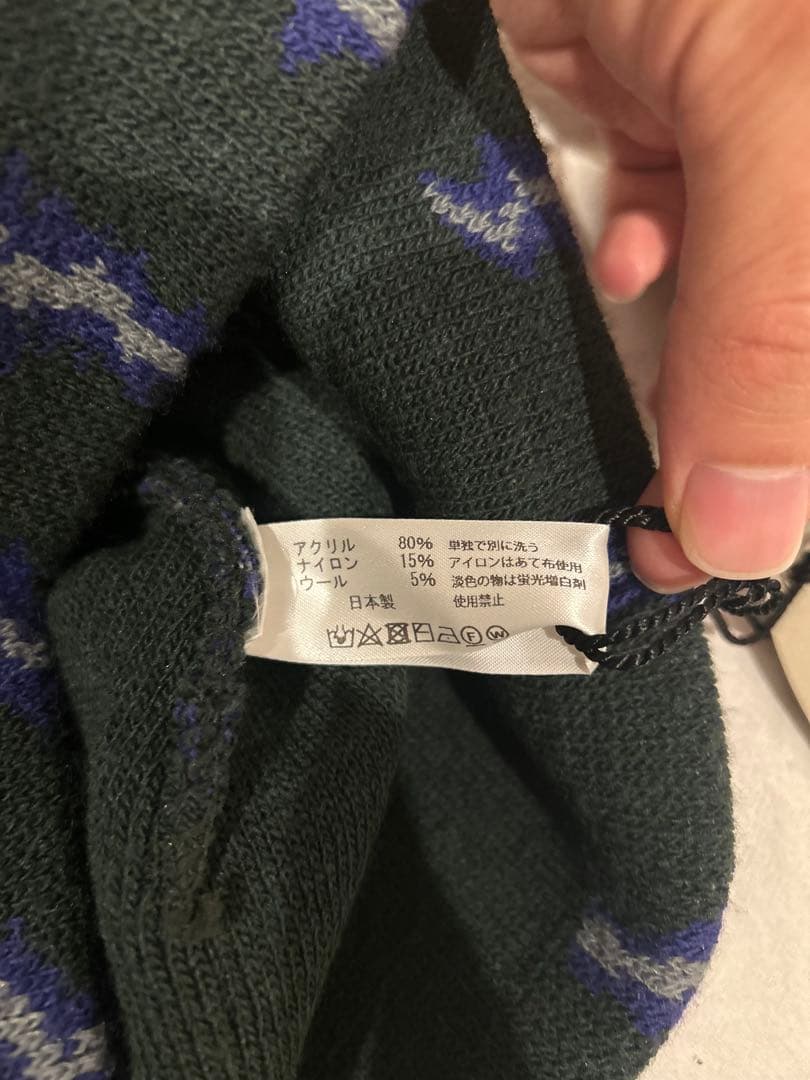 アクリル 80% 単独で別に洗う
ナイロン 15% アイロンはあて布使用
ウール 5% 淡色の物は蛍光増白剤
日本製 使用禁止
Ⓕ Ⓦ